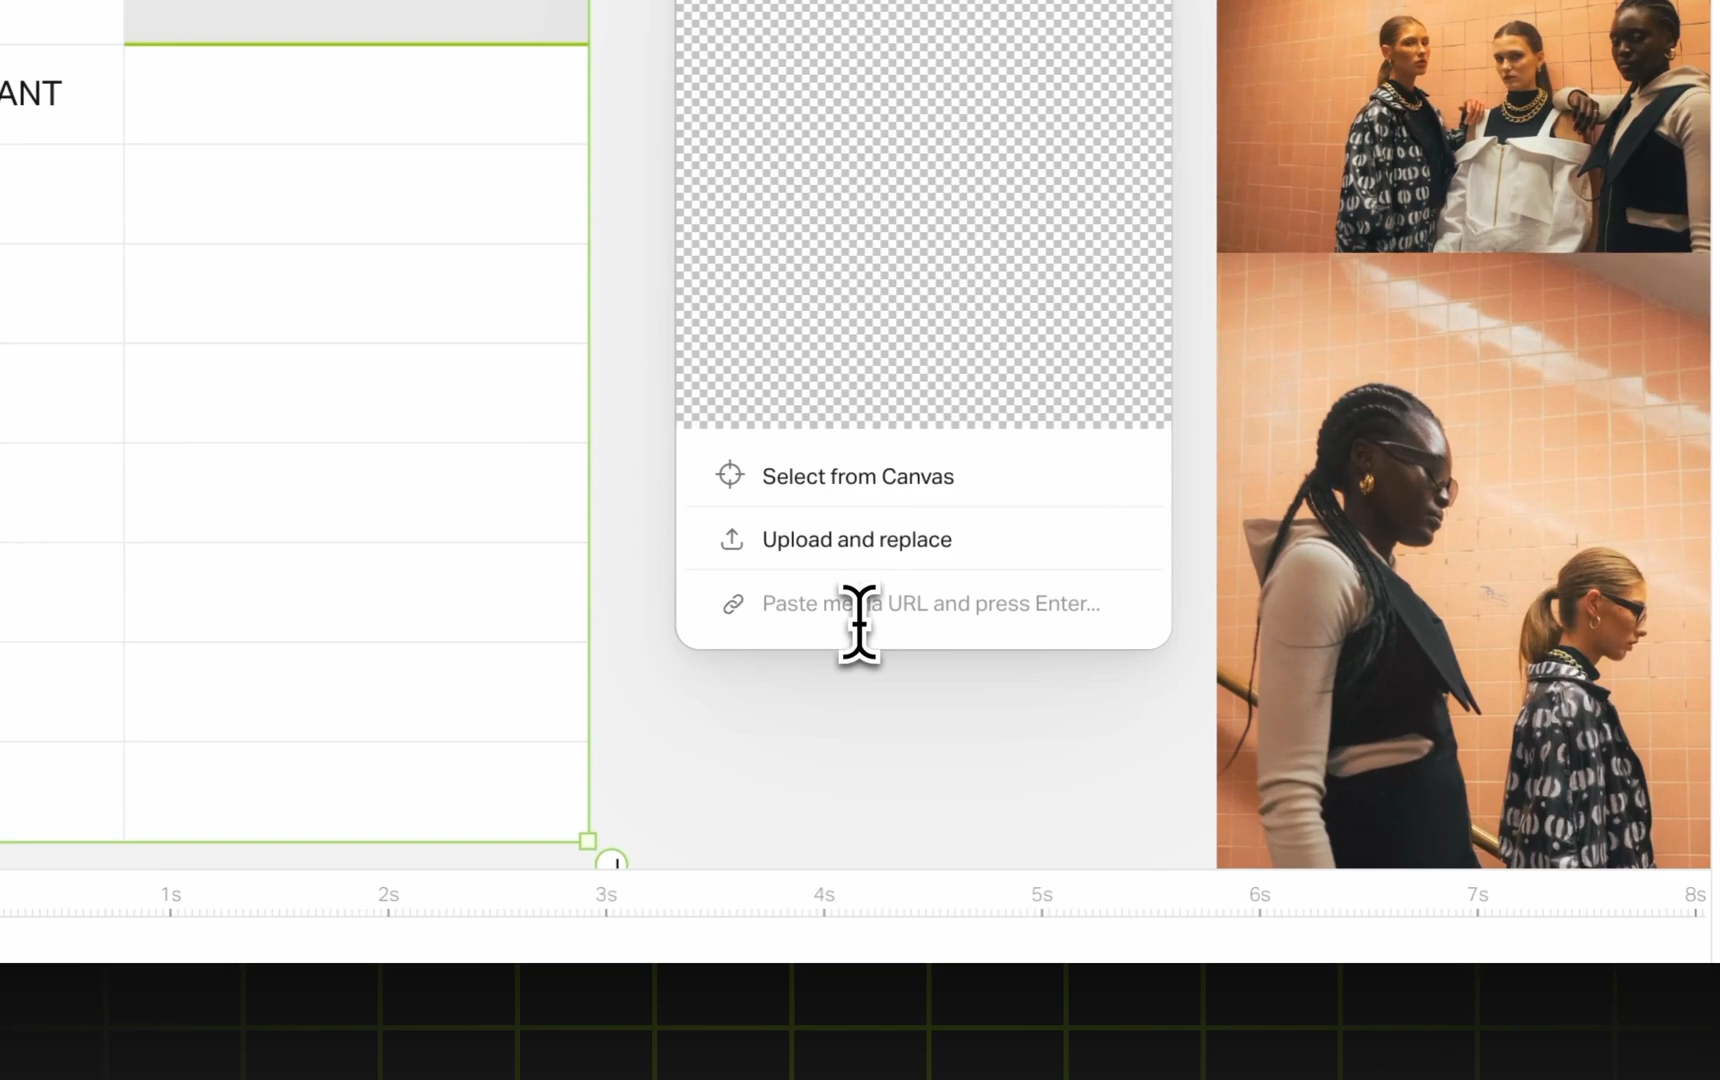 ANT
Select from Canvas
Upload and replace
Paste media URL and press Enter...
1s 2s 3s 4s 5s 6s 7s 8s